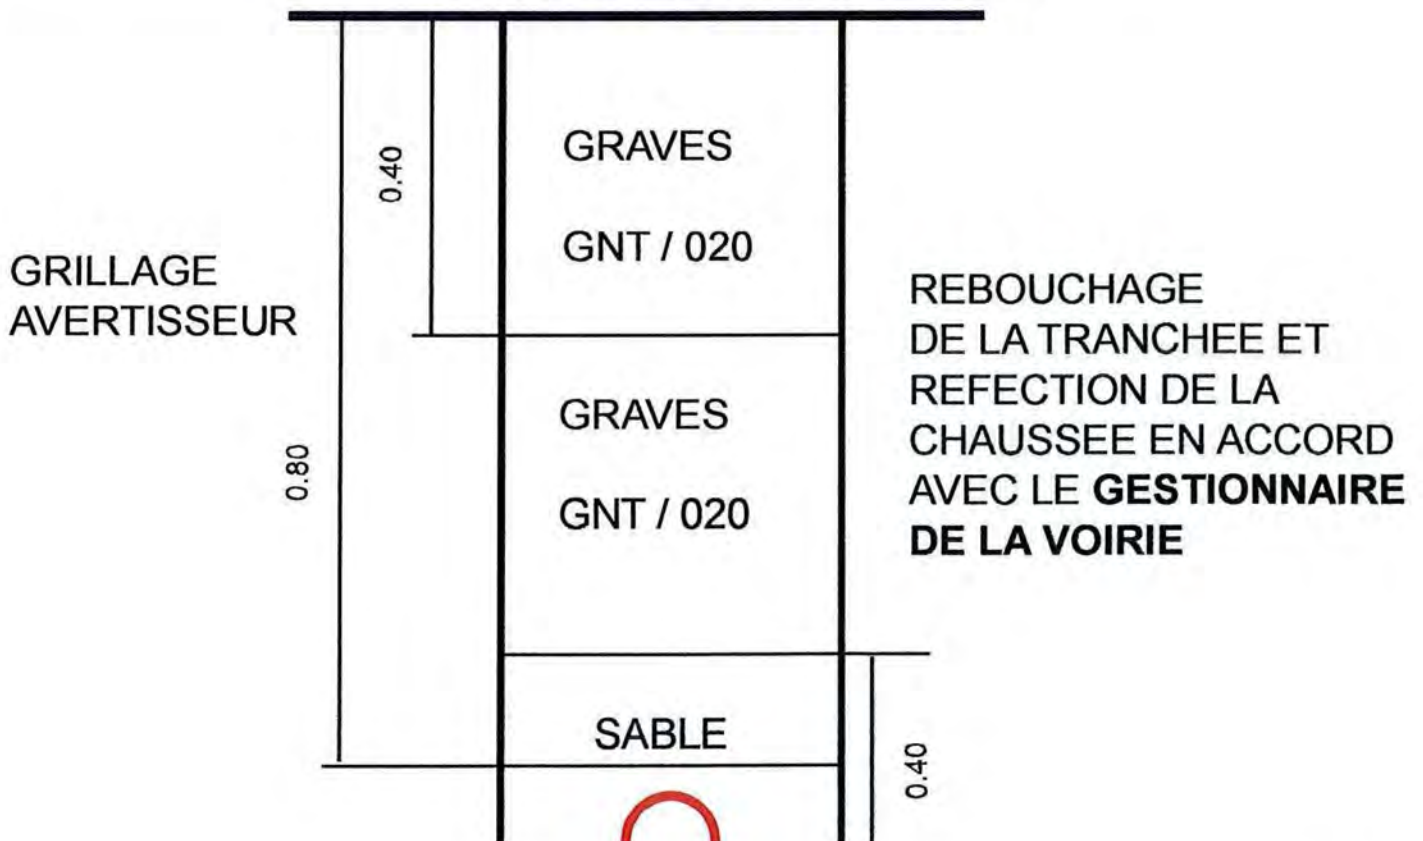 GRILLAGE
AVERTISSEUR
0.40
0.80
GRAVES
GNT / 020
GRAVES
GNT / 020
SABLE
REBOUCHAGE
DE LA TRANCHEE ET
REFECTION DE LA
CHAUSSEE EN ACCORD
AVEC LE GESTIONNAIRE
DE LA VOIRIE
0.40